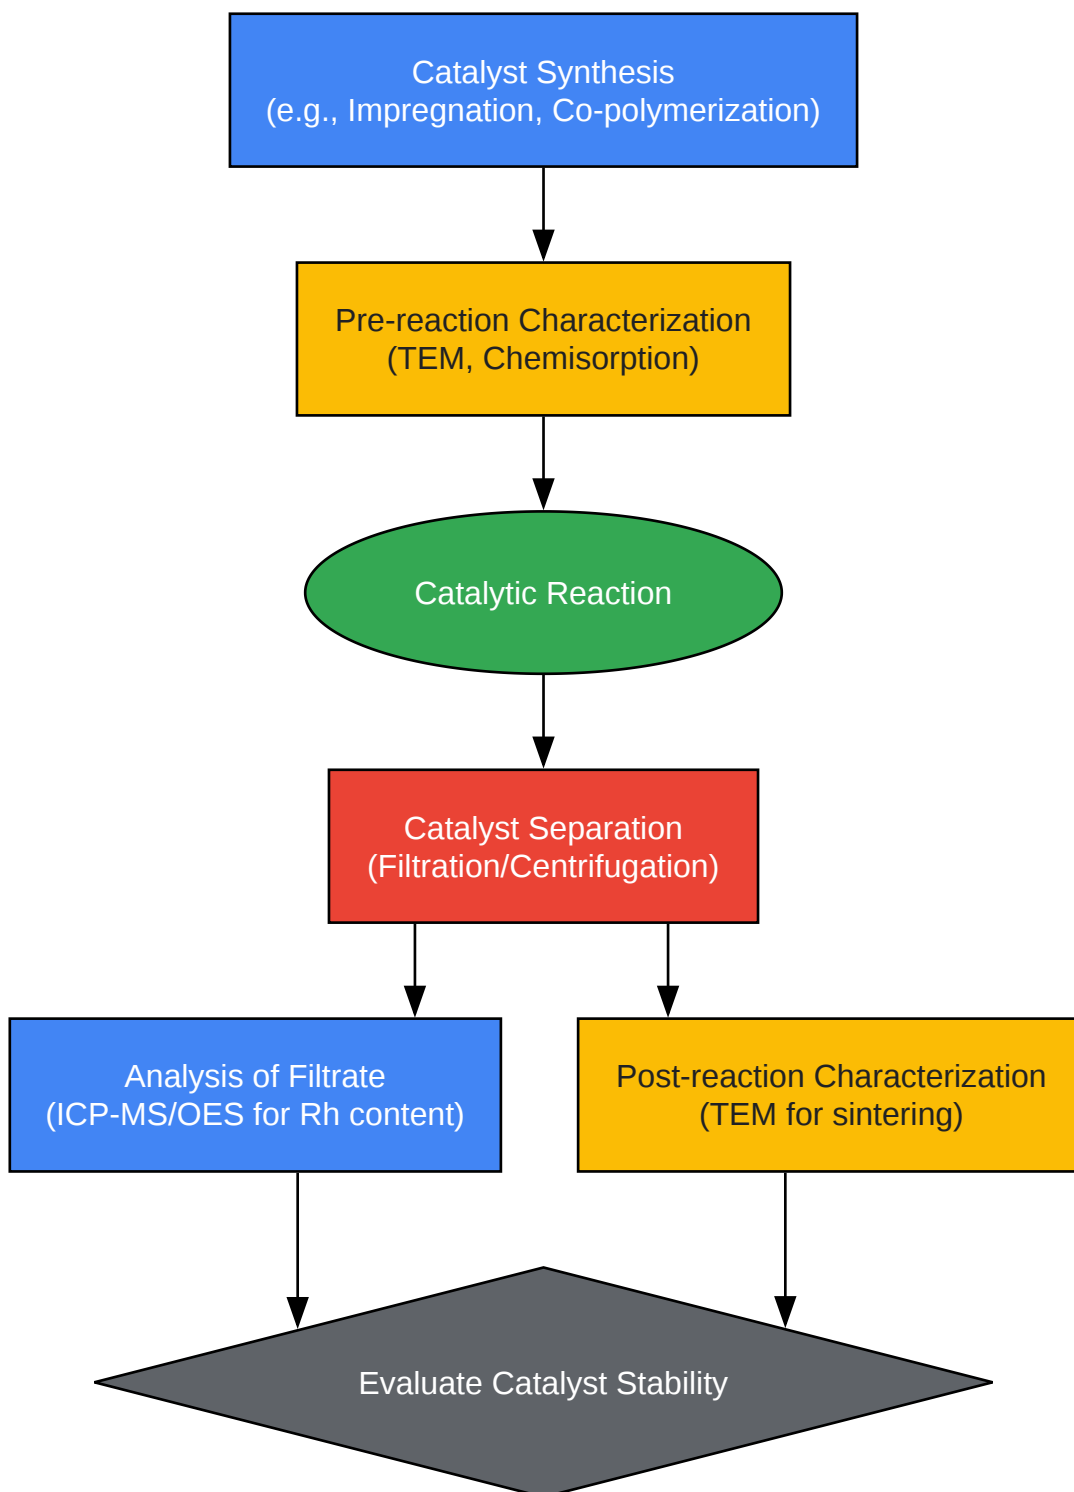 Catalyst Synthesis
(e.g., Impregnation, Co-polymerization)
Pre-reaction Characterization
(TEM, Chemisorption)
Catalytic Reaction
Catalyst Separation
(Filtration/Centrifugation)
Analysis of Filtrate
(ICP-MS/OES for Rh content)
Post-reaction Characterization
(TEM for sintering)
Evaluate Catalyst Stability